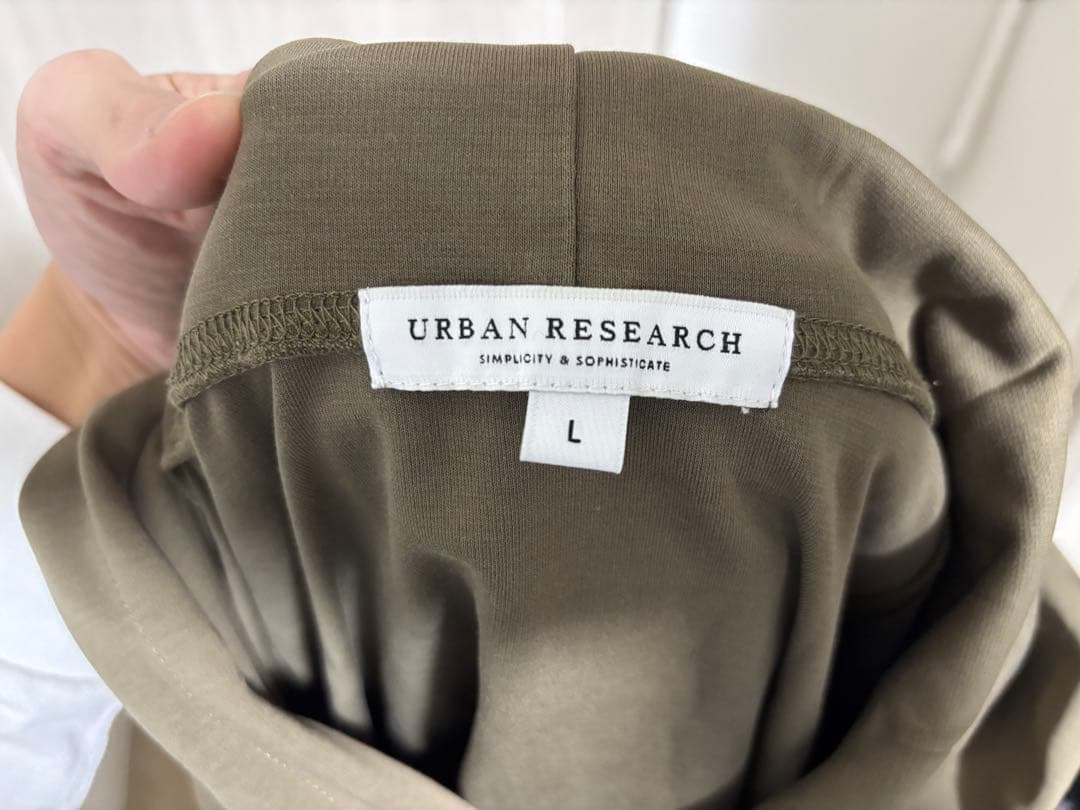 URBAN RESEARCH
SIMPLICITY & SOPHISTICATE
L